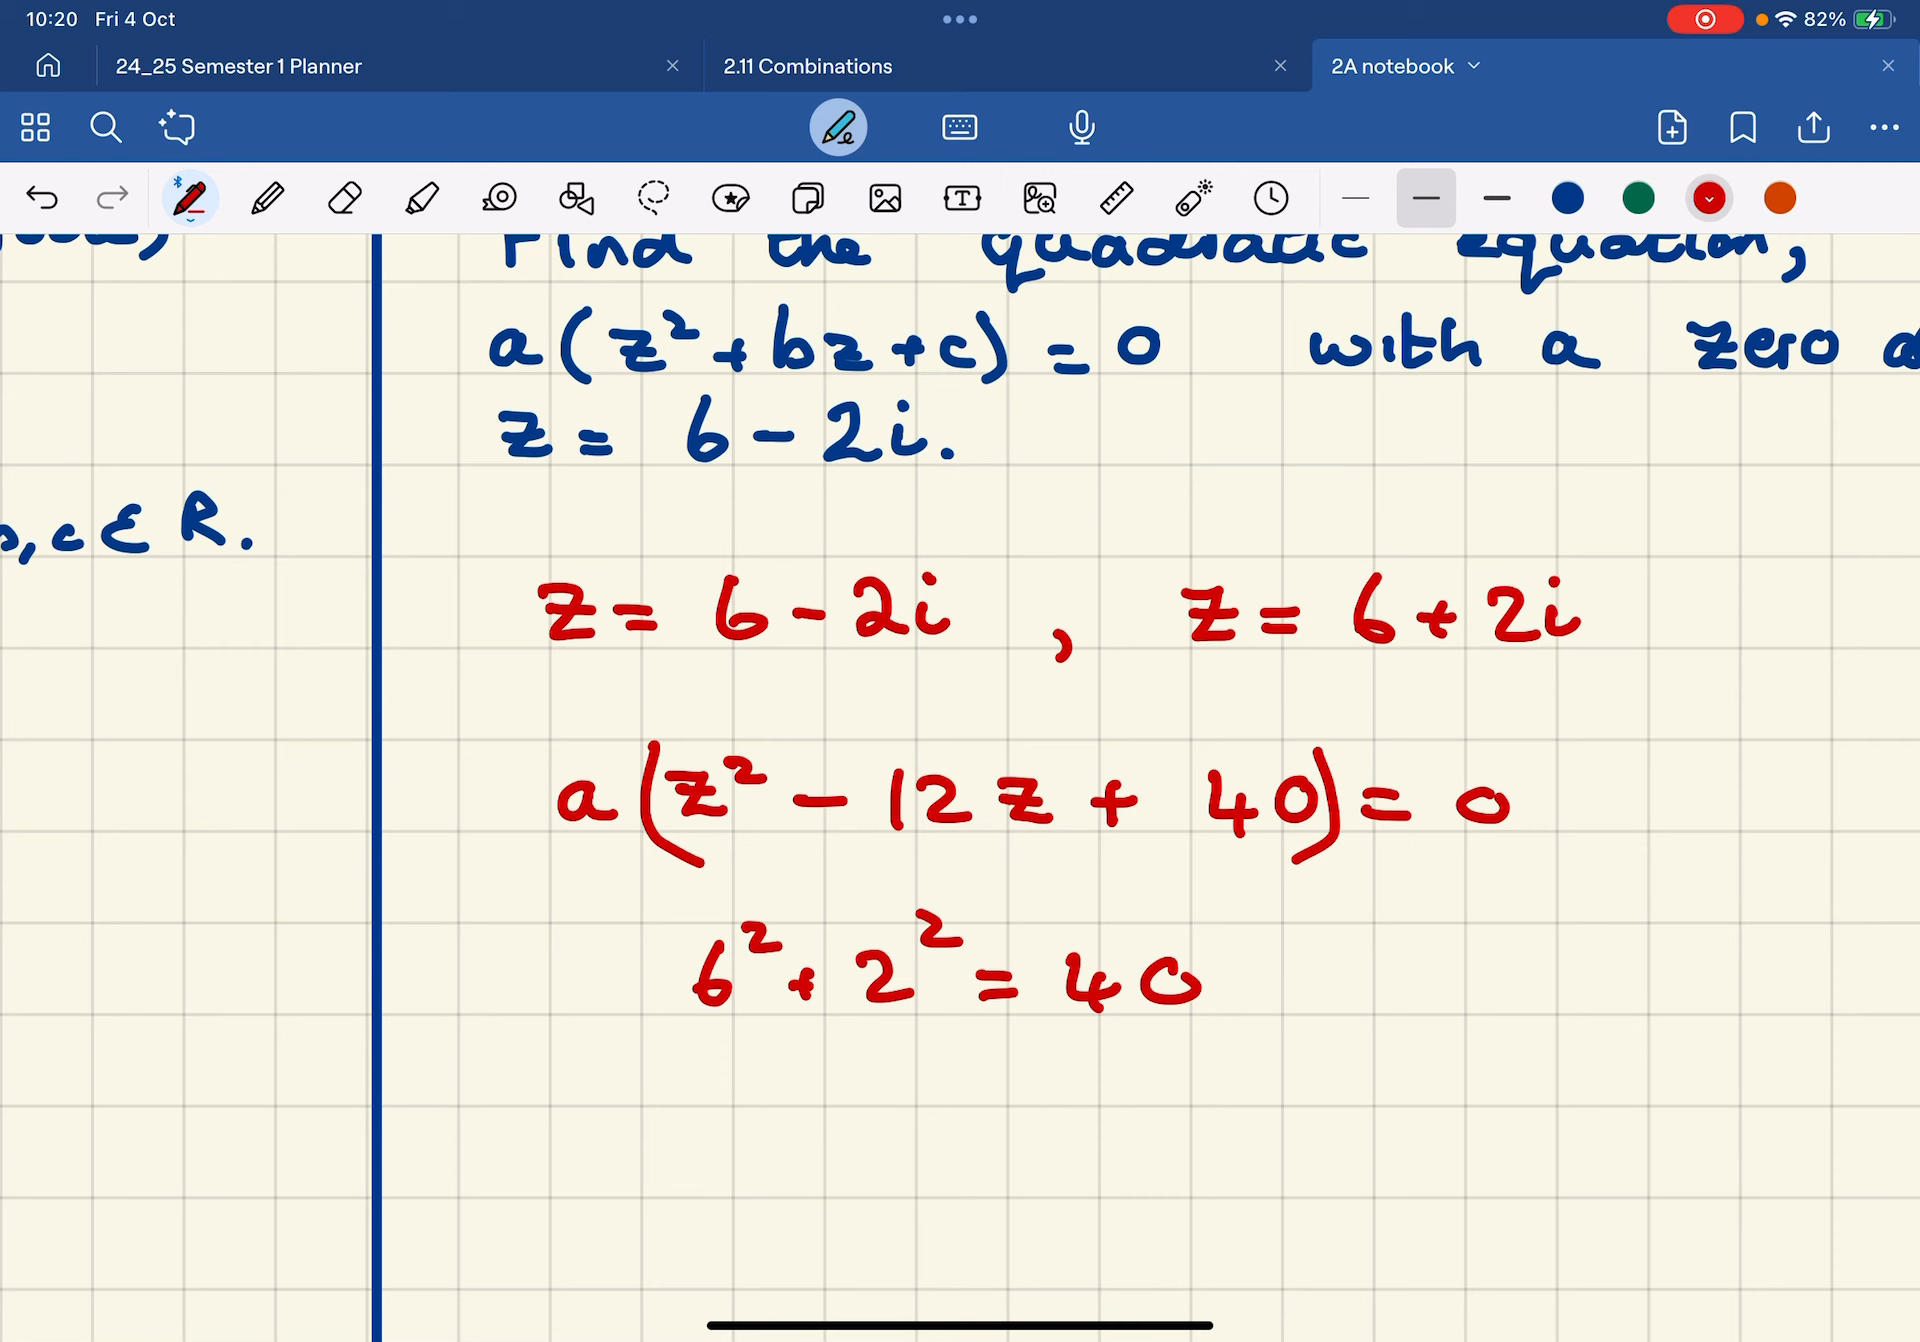 10:20 Fri 4 Oct
82%
24_25 Semester 1 Planner
2.11 Combinations
2A notebook
Find the quadratic equation,
a(z² + bz + c) = 0 with a zero
z = 6 - 2i.
, c ε R.
z = 6 - 2i , z = 6 + 2i
a(z² - 12z + 40) = 0
6² + 2² = 40